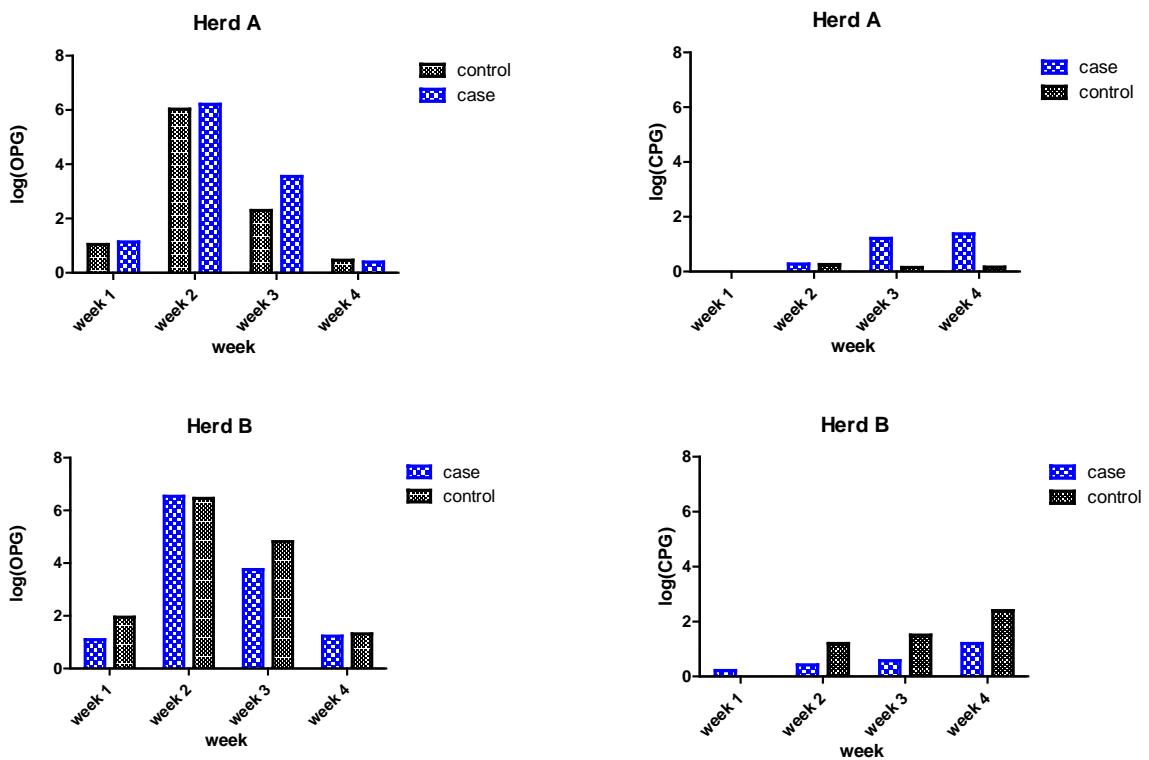 Herd A
8
6
4
2
0
log(OPG)
week 1
week 2
week 3
week 4
week
control
case
Herd A
8
6
4
2
0
log(CPG)
week 1
week 2
week 3
week 4
week
case
control
Herd B
8
6
4
2
0
log(OPG)
week 1
week 2
week 3
week 4
week
case
control
Herd B
8
6
4
2
0
log(CPG)
week 1
week 2
week 3
week 4
week
case
control